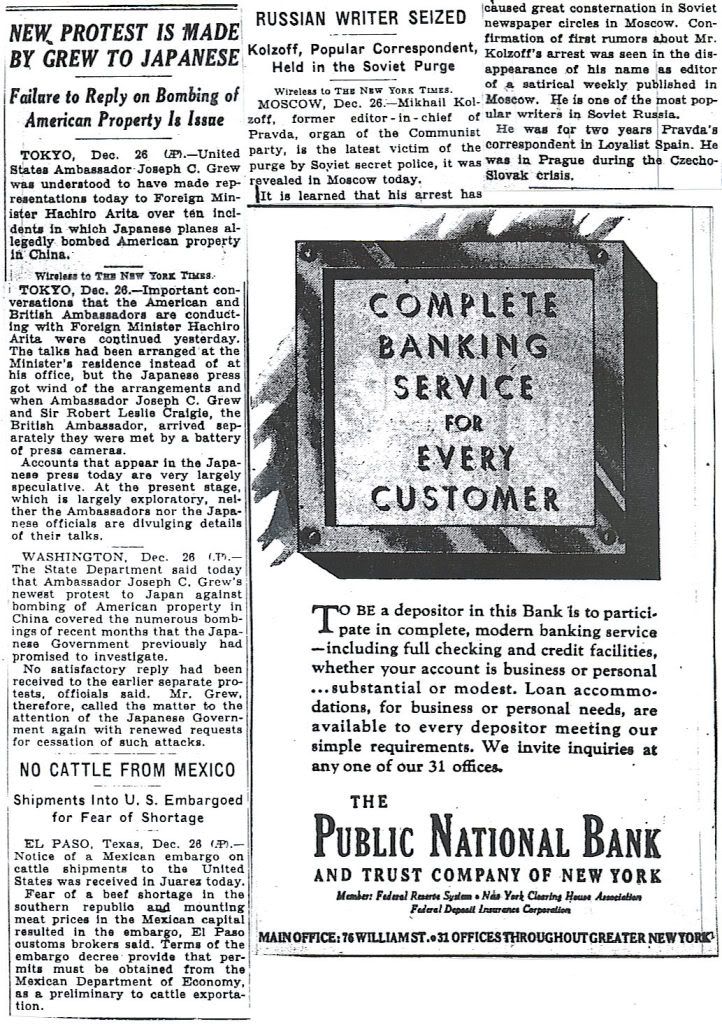 NEW PROTEST IS MADE
BY GREW TO JAPANESE
Failure to Reply on Bombing of
American Property Is Issue
TOKYO, Dec. 26 (AP).—United
States Ambassador Joseph C. Grew
was understood to have made rep-
resentations today to Foreign Min-
ister Hachiro Arita over ten inci-
dents in which Japanese planes al-
legedly bombed American property
in China.
Wireless to THE NEW YORK TIMES.
TOKYO, Dec. 26.—Important con-
versations that the American and
British Ambassadors are conduct-
ing with Foreign Minister Hachiro
Arita were continued yesterday.
The talks had been arranged at the
Minister's residence instead of at
his office, but the Japanese press
got wind of the arrangements and
when Ambassador Joseph C. Grew
and Sir Robert Leslie Craigie, the
British Ambassador, arrived sep-
arately they were met by a battery
of press cameras.
Accounts that appear in the Japa-
nese press today are very largely
speculative. At the present stage,
which is largely exploratory, nei-
ther the Ambassadors nor the Japa-
nese officials are divulging details
of their talks.
WASHINGTON, Dec. 26 (AP).—
The State Department said today
that Ambassador Joseph C. Grew's
newest protest to Japan against
bombing of American property in
China covered the numerous bomb-
ings of recent months that the Japa-
nese Government previously had
promised to investigate.
No satisfactory reply had been
received to the earlier separate pro-
tests, officials said. Mr. Grew,
therefore, called the matter to the
attention of the Japanese Govern-
ment again with renewed requests
for cessation of such attacks.
NO CATTLE FROM MEXICO
Shipments Into U. S. Embargoed
for Fear of Shortage
EL PASO, Texas, Dec. 26 (AP).—
Notice of a Mexican embargo on
cattle shipments to the United
States was received in Juarez today.
Fear of a beef shortage in the
southern republic and mounting
meat prices in the Mexican capital
resulted in the embargo, El Paso
customs brokers said. Terms of the
embargo decree provide that per-
mits must be obtained from the
Mexican Department of Economy,
as a preliminary to cattle exporta-
tion.
RUSSIAN WRITER SEIZED
Kolzoff, Popular Correspondent,
Held in the Soviet Purge
Wireless to THE NEW YORK TIMES.
MOSCOW, Dec. 26.—Mikhail Kol-
zoff, former editor-in-chief of
Pravda, organ of the Communist
party, is the latest victim of the
purge by Soviet secret police, it was
revealed in Moscow today.
It is learned that his arrest has
caused great consternation in Soviet
newspaper circles in Moscow. Con-
firmation of first rumors about Mr.
Kolzoff's arrest was seen in the dis-
appearance of his name as editor
of a satirical weekly published in
Moscow. He is one of the most pop-
ular writers in Soviet Russia.
He was for two years Pravda's
correspondent in Loyalist Spain. He
was in Prague during the Czecho-
Slovak crisis.
COMPLETE
BANKING
SERVICE
FOR
EVERY
CUSTOMER
TO BE a depositor in this Bank is to partici-
pate in complete, modern banking service
—including full checking and credit facilities,
whether your account is business or personal
...substantial or modest. Loan accommo-
dations, for business or personal needs, are
available to every depositor meeting our
simple requirements. We invite inquiries at
any one of our 31 offices.
THE
PUBLIC NATIONAL BANK
AND TRUST COMPANY OF NEW YORK
Member: Federal Reserve System • New York Clearing House Association
Federal Deposit Insurance Corporation
MAIN OFFICE: 76 WILLIAM ST. • 31 OFFICES THROUGHOUT GREATER NEW YORK